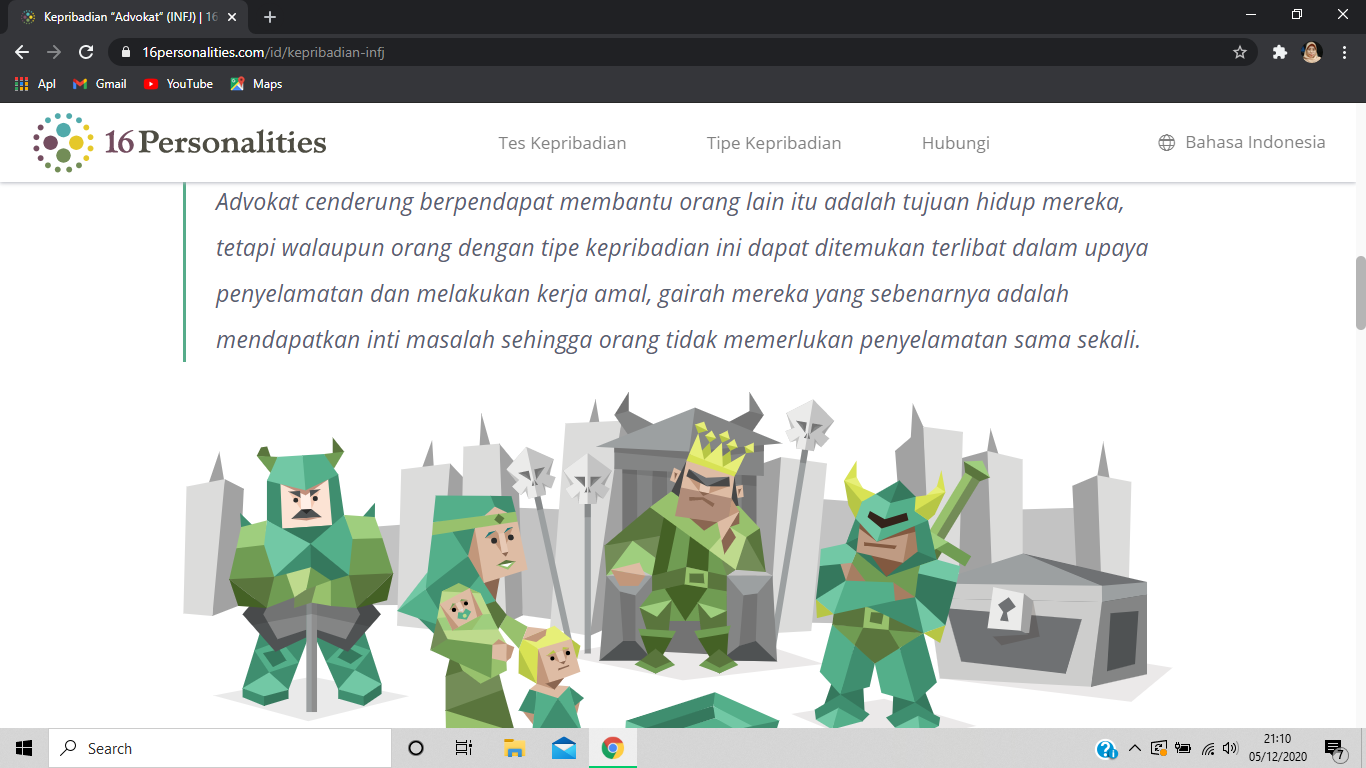 Kepribadian “Advokat” (INFJ) | 16
16personalities.com/id/kepribadian-infj
Apl Gmail YouTube Maps
16Personalities Tes Kepribadian Tipe Kepribadian Hubungi Bahasa Indonesia
Advokat cenderung berpendapat membantu orang lain itu adalah tujuan hidup mereka,
tetapi walaupun orang dengan tipe kepribadian ini dapat ditemukan terlibat dalam upaya
penyelamatan dan melakukan kerja amal, gairah mereka yang sebenarnya adalah
mendapatkan inti masalah sehingga orang tidak memerlukan penyelamatan sama sekali.
Search
21:10
05/12/2020
7